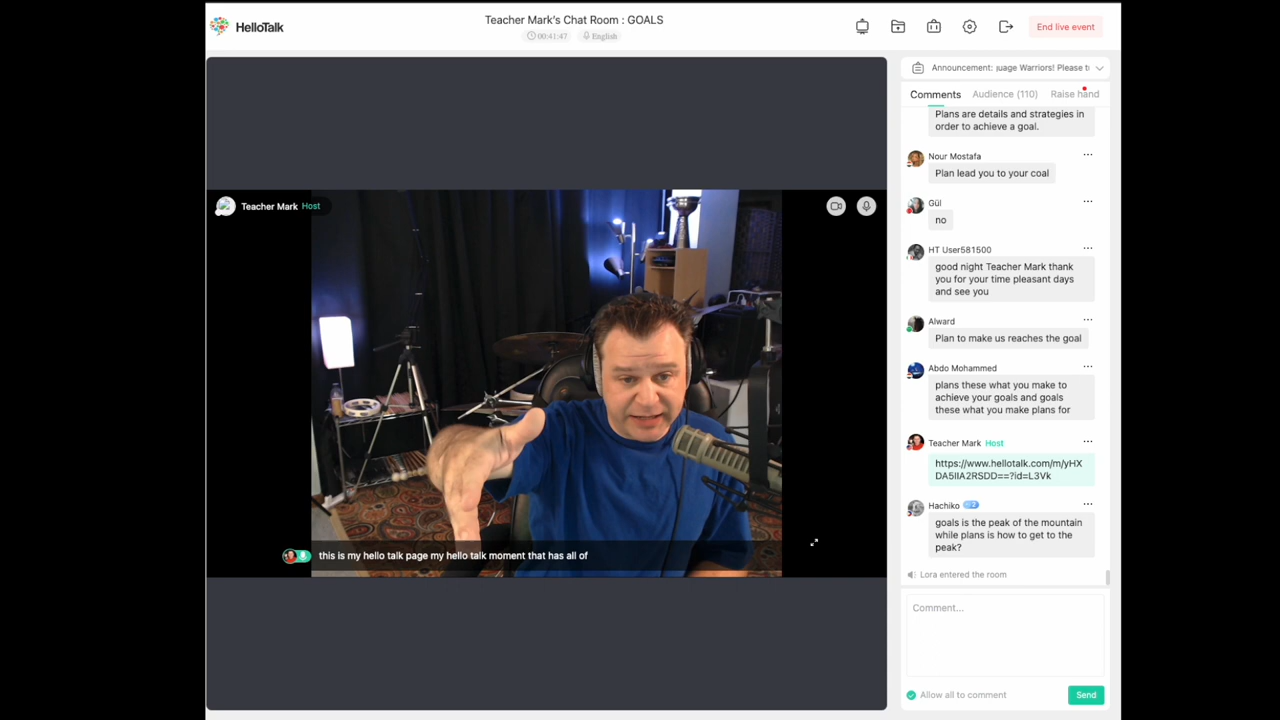 HelloTalk
Teacher Mark's Chat Room : GOALS
00:41:47 English
End live event
Announcement: ɹuage Warriors! Please t
Comments Audience (110) Raise hand
Plans are details and strategies in
order to achieve a goal.
Nour Mostafa
Plan lead you to your coal
Gül
no
HT User581500
good night Teacher Mark thank
you for your time pleasant days
and see you
Alward
Plan to make us reaches the goal
Abdo Mohammed
plans these what you make to
achieve your goals and goals
these what you make plans for
Teacher Mark Host
https://www.hellotalk.com/m/yHX
Hachiko
goals is the peak of the mountain
while plans is how to get to the
peak?
Lora entered the room
Comment...
Allow all to comment
Send
Teacher Mark Host
this is my hello talk page my hello talk moment that has all of